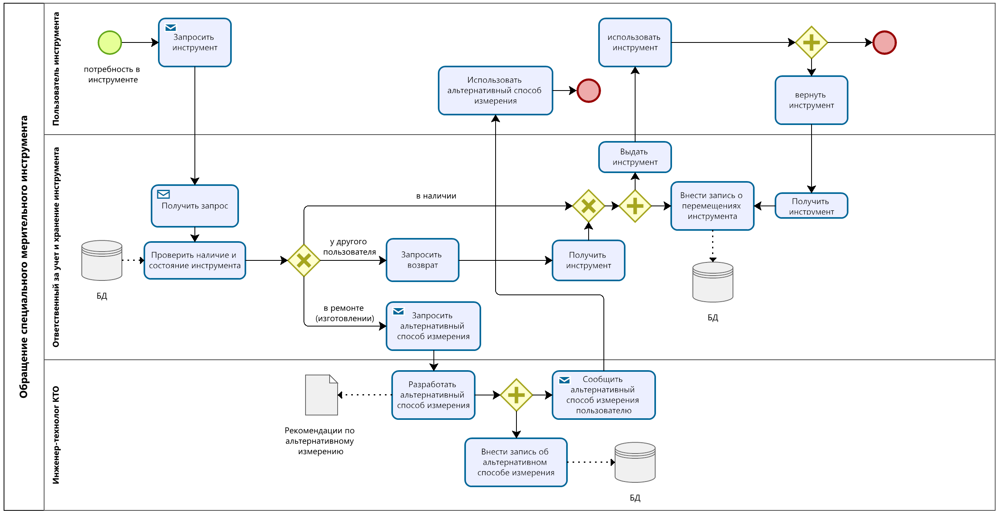 Обращение специального мерительного инструмента
Пользователь инструмента
потребность в
инструменте
Запросить
инструмент
Использовать
альтернативный способ
измерения
использовать
инструмент
вернуть
инструмент
Ответственный за учет и хранение инструмента
Получить запрос
БД
Проверить наличие и
состояние инструмента
в наличии
у другого
пользователя
в ремонте
(изготовлении)
Запросить
возврат
Запросить
альтернативный
способ измерения
Получить
инструмент
Выдать
инструмент
Внести запись о
перемещениях
инструмента
Получить
инструмент
БД
Инженер-технолог КТО
Рекомендации по
альтернативному
измерению
Разработать
альтернативный
способ измерения
Сообщить
альтернативный
способ измерения
пользователю
Внести запись об
альтернативном
способе измерения
БД